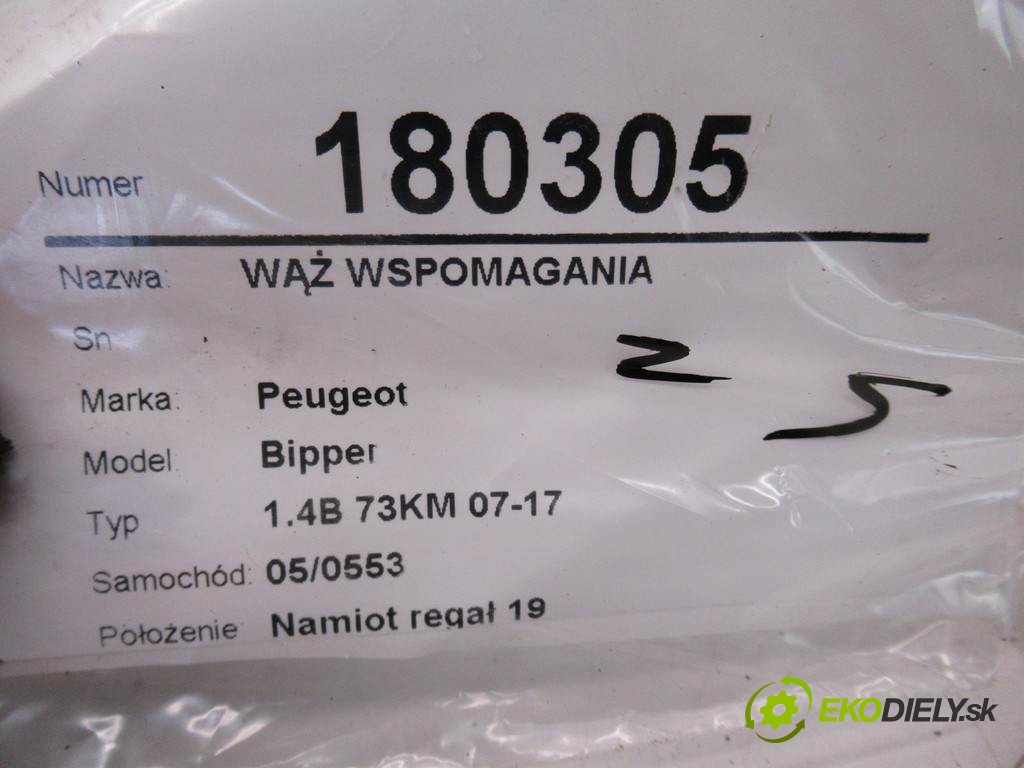 Numer 180305
Nazwa: WĄŻ WSPOMAGANIA
Sn
Marka: Peugeot
Model: Bipper
Typ 1.4B 73KM 07-17
Samochód: 05/0553
Położenie Namiot regał 19
EKODIELY.sk